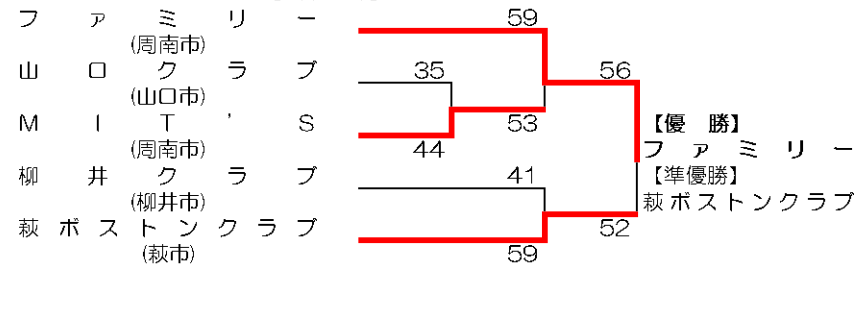 ファミリー 59
(周南市)
山口クラブ 35 56
(山口市)
MIT'S 53 【優 勝】
(周南市) 44 ファミリー
柳井クラブ 41 【準優勝】
(柳井市) 萩ボストンクラブ
萩ボストンクラブ 52
(萩市) 59